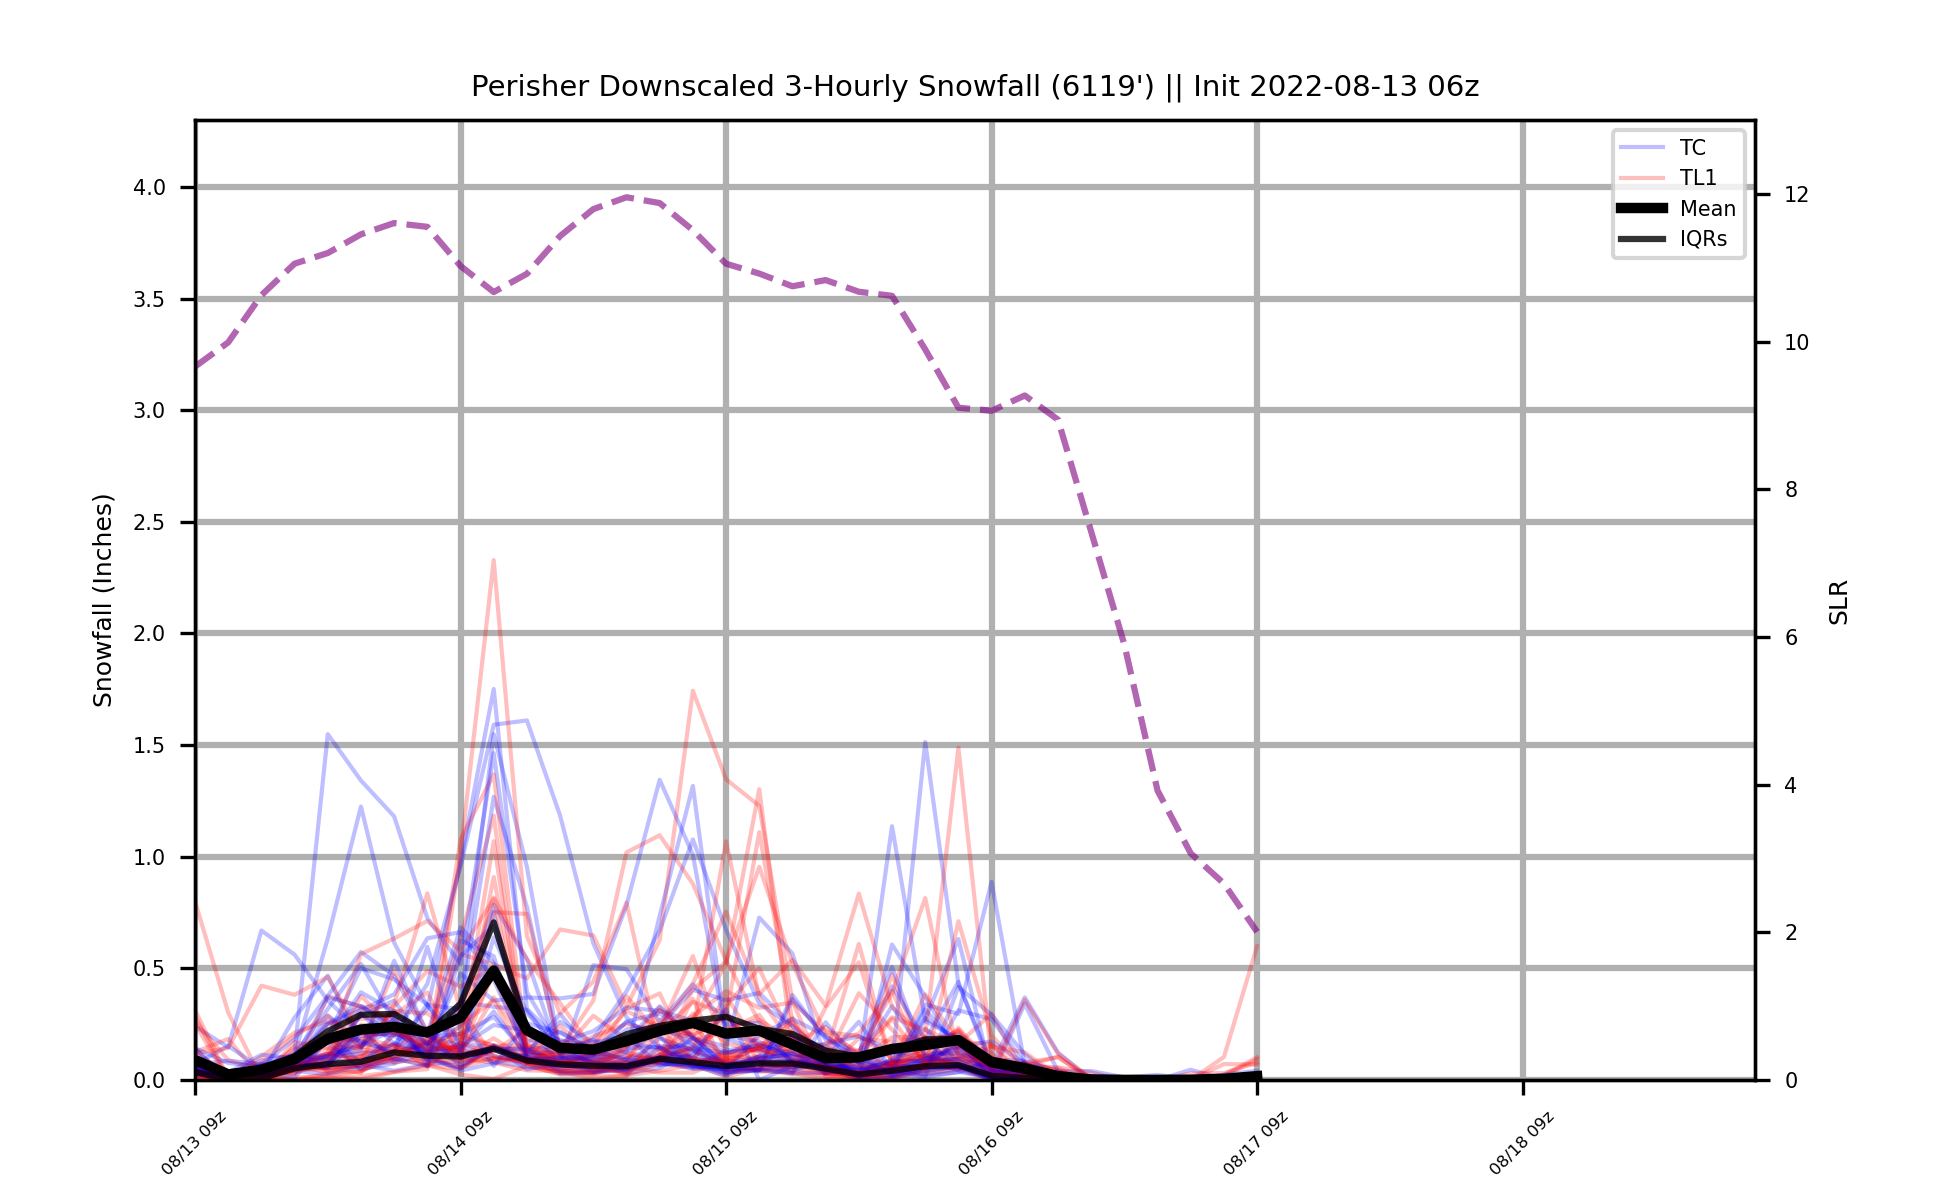 Perisher Downscaled 3-Hourly Snowfall (6119') || Init 2022-08-13 06z
TC
TL1
Mean
IQRs
4.0
3.5
3.0
2.5
2.0
1.5
1.0
0.5
0.0
Snowfall (Inches)
12
10
8
6
4
2
0
SLR
08/13 09z
08/14 09z
08/15 09z
08/16 09z
08/17 09z
08/18 09z